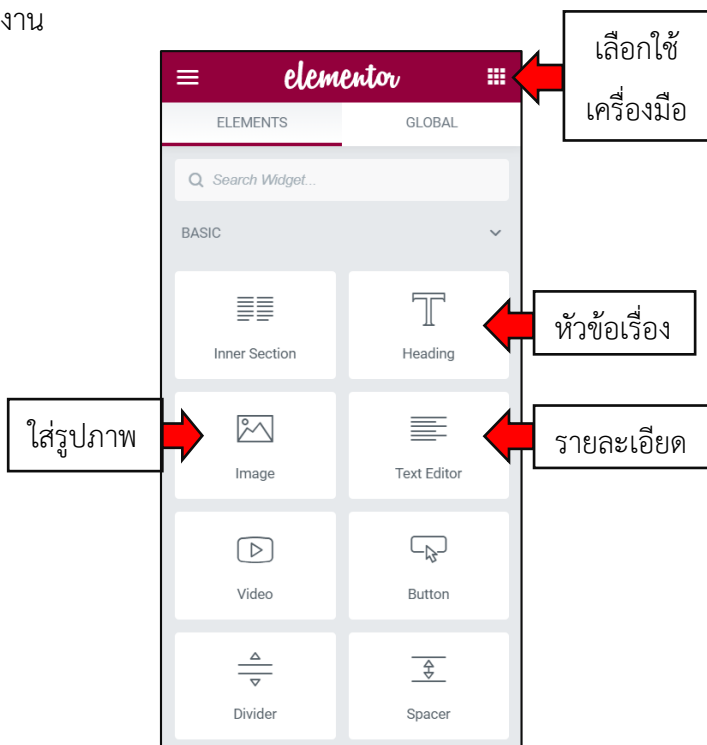 งาน
เลือกใช้
เครื่องมือ
elementor
ELEMENTS GLOBAL
Search Widget...
BASIC
Inner Section Heading
หัวข้อเรื่อง
ใส่รูปภาพ
Image Text Editor
รายละเอียด
Video Button
Divider Spacer